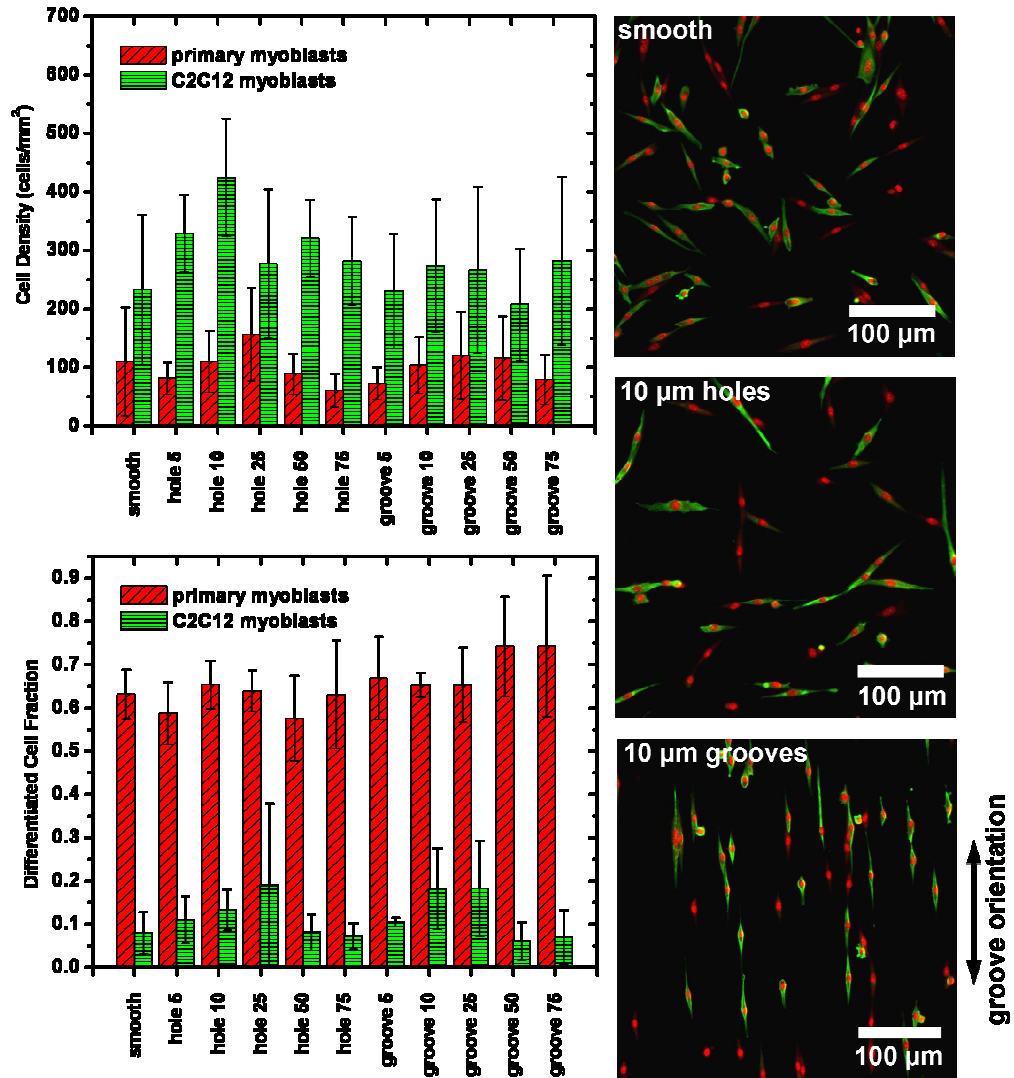 700
600
500
400
300
200
100
0
Cell Density (cells/mm²)
primary myoblasts
C2C12 myoblasts
smooth
hole 5
hole 10
hole 25
hole 50
hole 75
groove 5
groove 10
groove 25
groove 50
groove 75
0.9
0.8
0.7
0.6
0.5
0.4
0.3
0.2
0.1
0.0
Differentiated Cell Fraction
primary myoblasts
C2C12 myoblasts
smooth
hole 5
hole 10
hole 25
hole 50
hole 75
groove 5
groove 10
groove 25
groove 50
groove 75
smooth
100 µm
10 µm holes
100 µm
10 µm grooves
100 µm
groove orientation